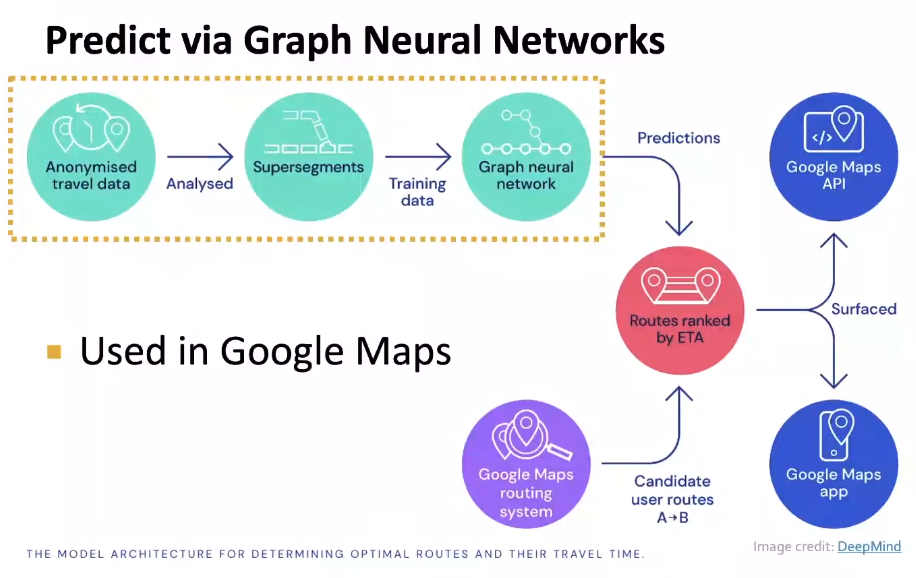 Predict via Graph Neural Networks
Anonymised
travel data
Analysed
Supersegments
Training
data
Graph neural
network
Predictions
Google Maps
API
Routes ranked
by ETA
Surfaced
Used in Google Maps
Google Maps
routing
system
Candidate
user routes
A→B
Google Maps
app
THE MODEL ARCHITECTURE FOR DETERMINING OPTIMAL ROUTES AND THEIR TRAVEL TIME.
Image credit: DeepMind